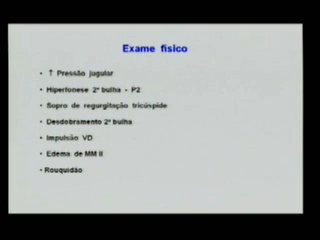 Exame fisico
• ↑ Pressão jugular
• Hiperfonese 2ª bulha - P2
• Sopro de regurgitação tricúspide
• Desdobramento 2ª bulha
• Impulsão VD
• Edema de MM II
• Rouquidão